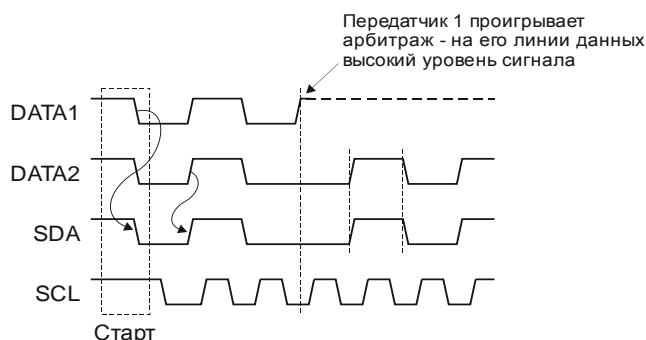 Передатчик 1 проигрывает
арбитраж - на его линии данных
высокий уровень сигнала
DATA1
DATA2
SDA
SCL
Старт